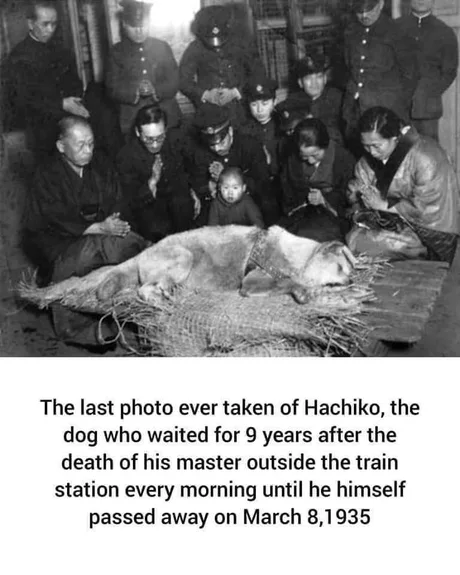 The last photo ever taken of Hachiko, the
dog who waited for 9 years after the
death of his master outside the train
station every morning until he himself
passed away on March 8,1935